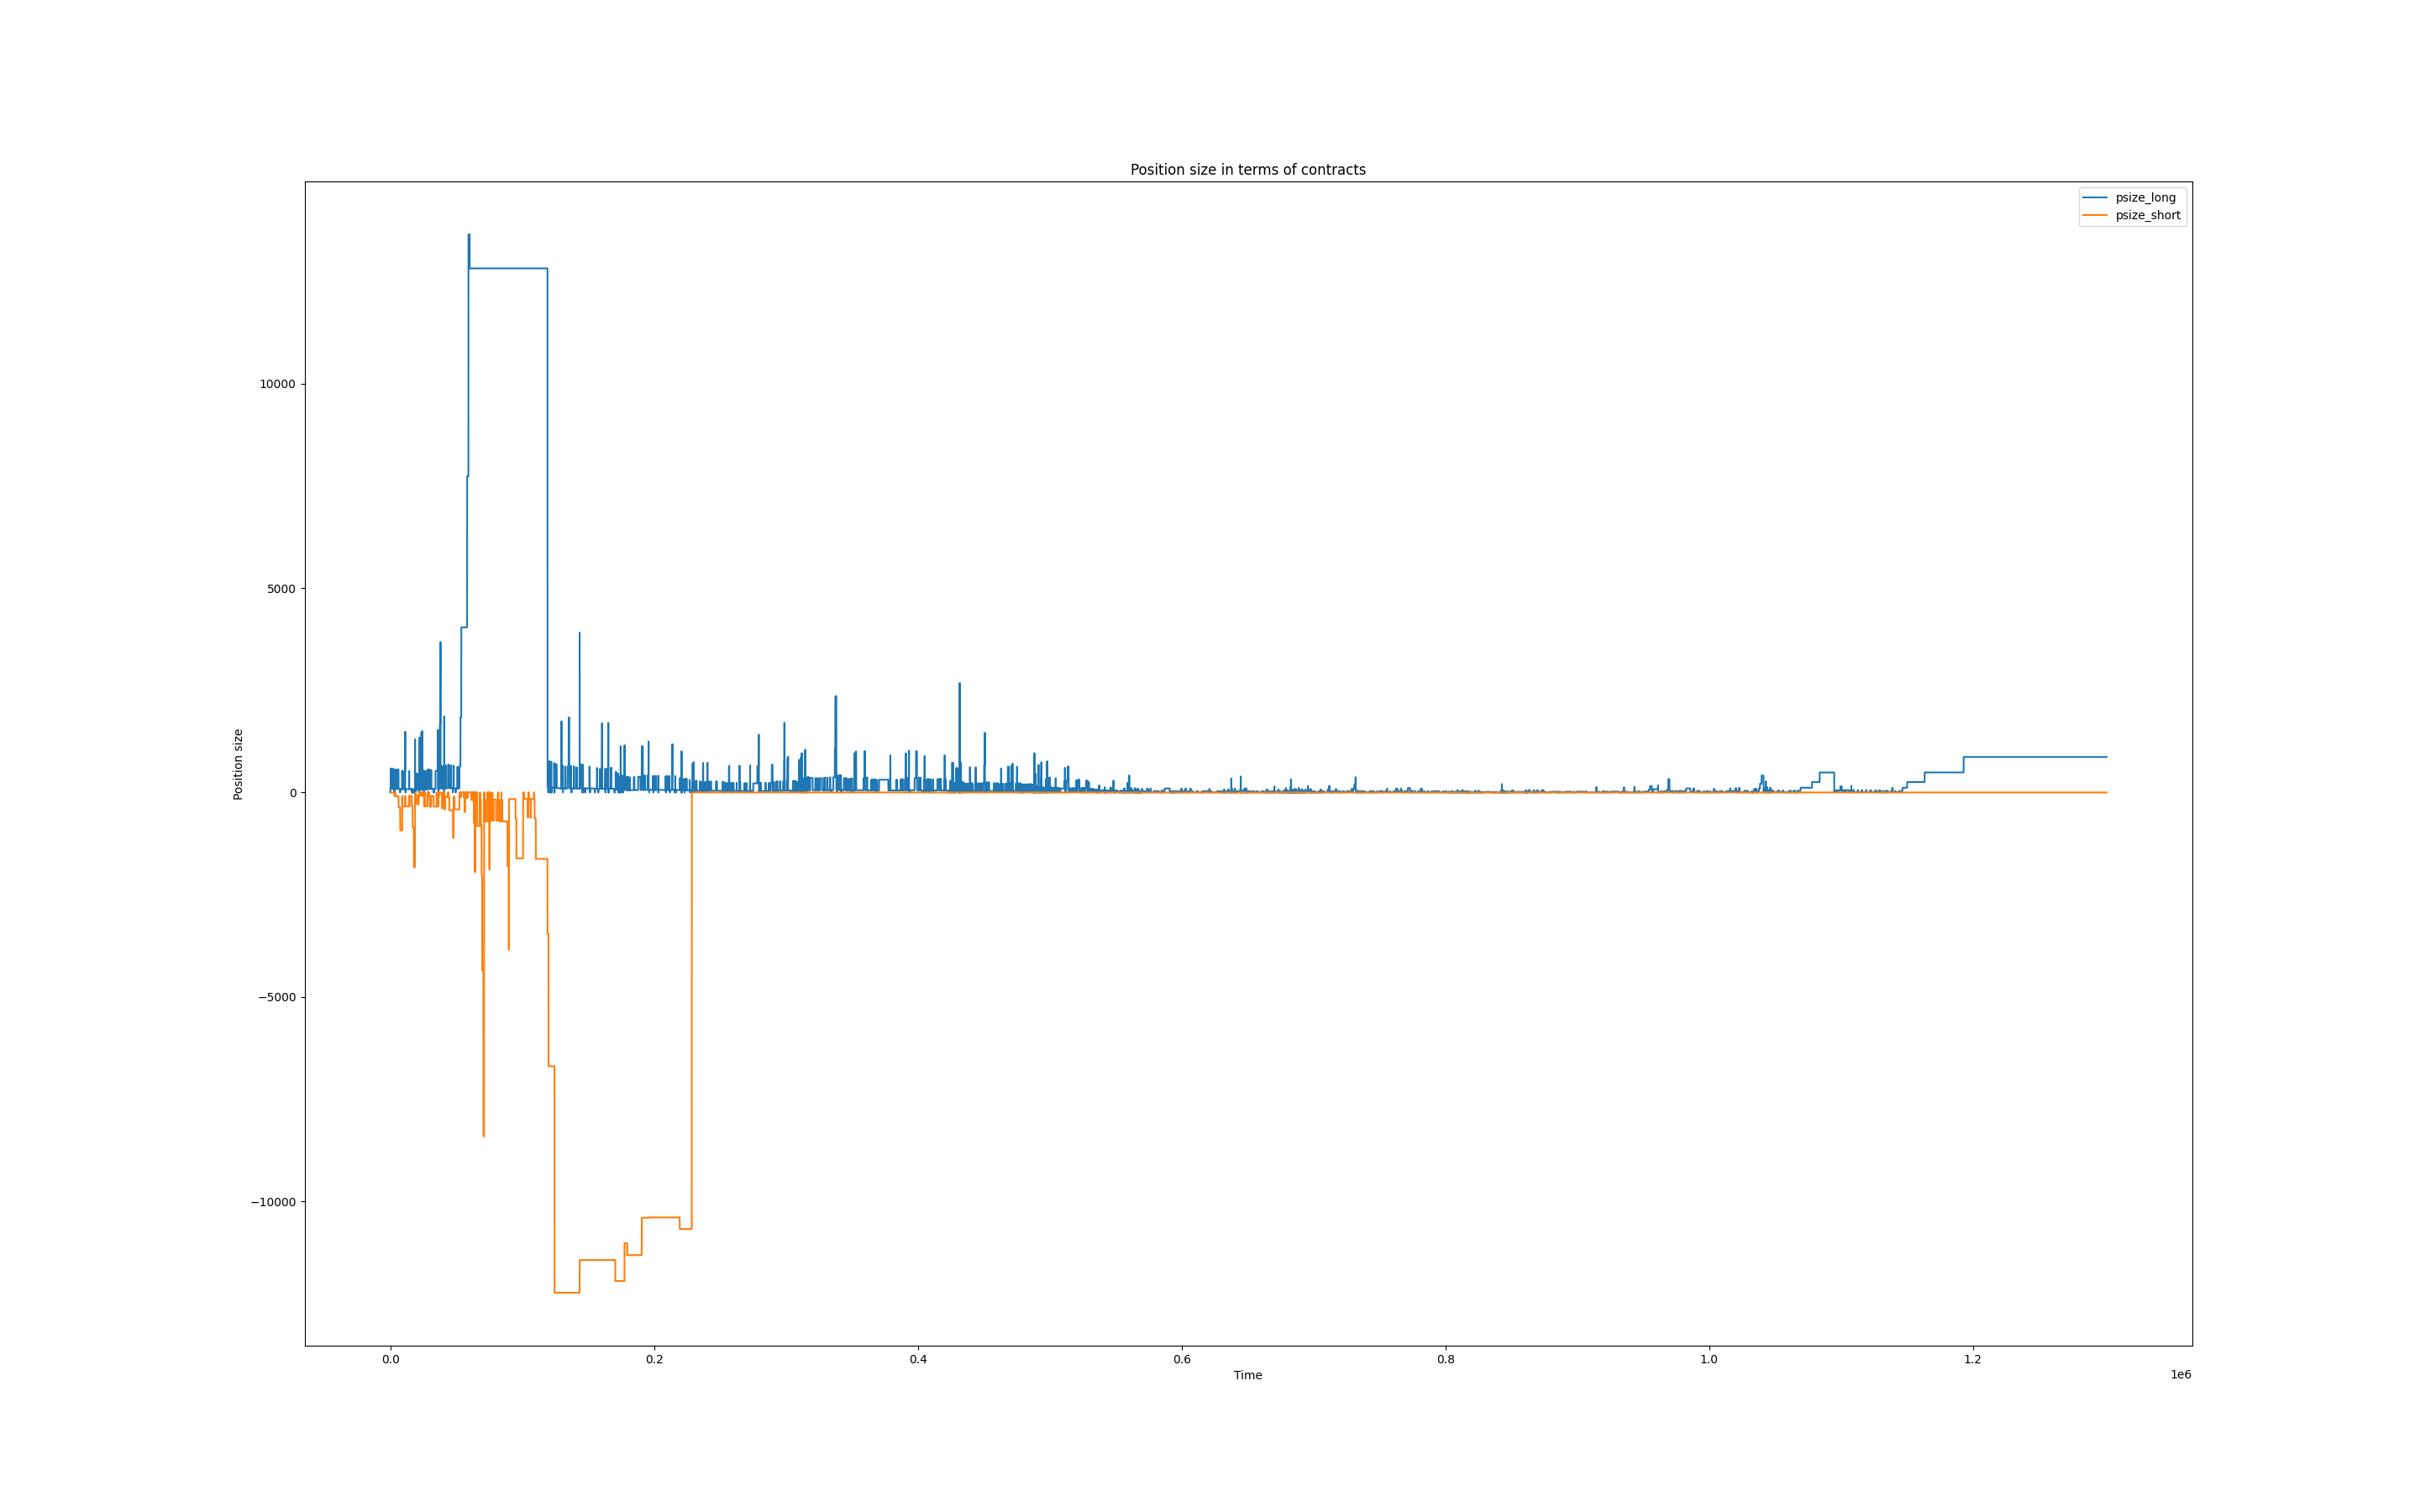 Position size in terms of contracts
psize_long
psize_short
Position size
10000
5000
0
−5000
−10000
0.0
0.2
0.4
0.6
0.8
1.0
1.2
Time
1e6